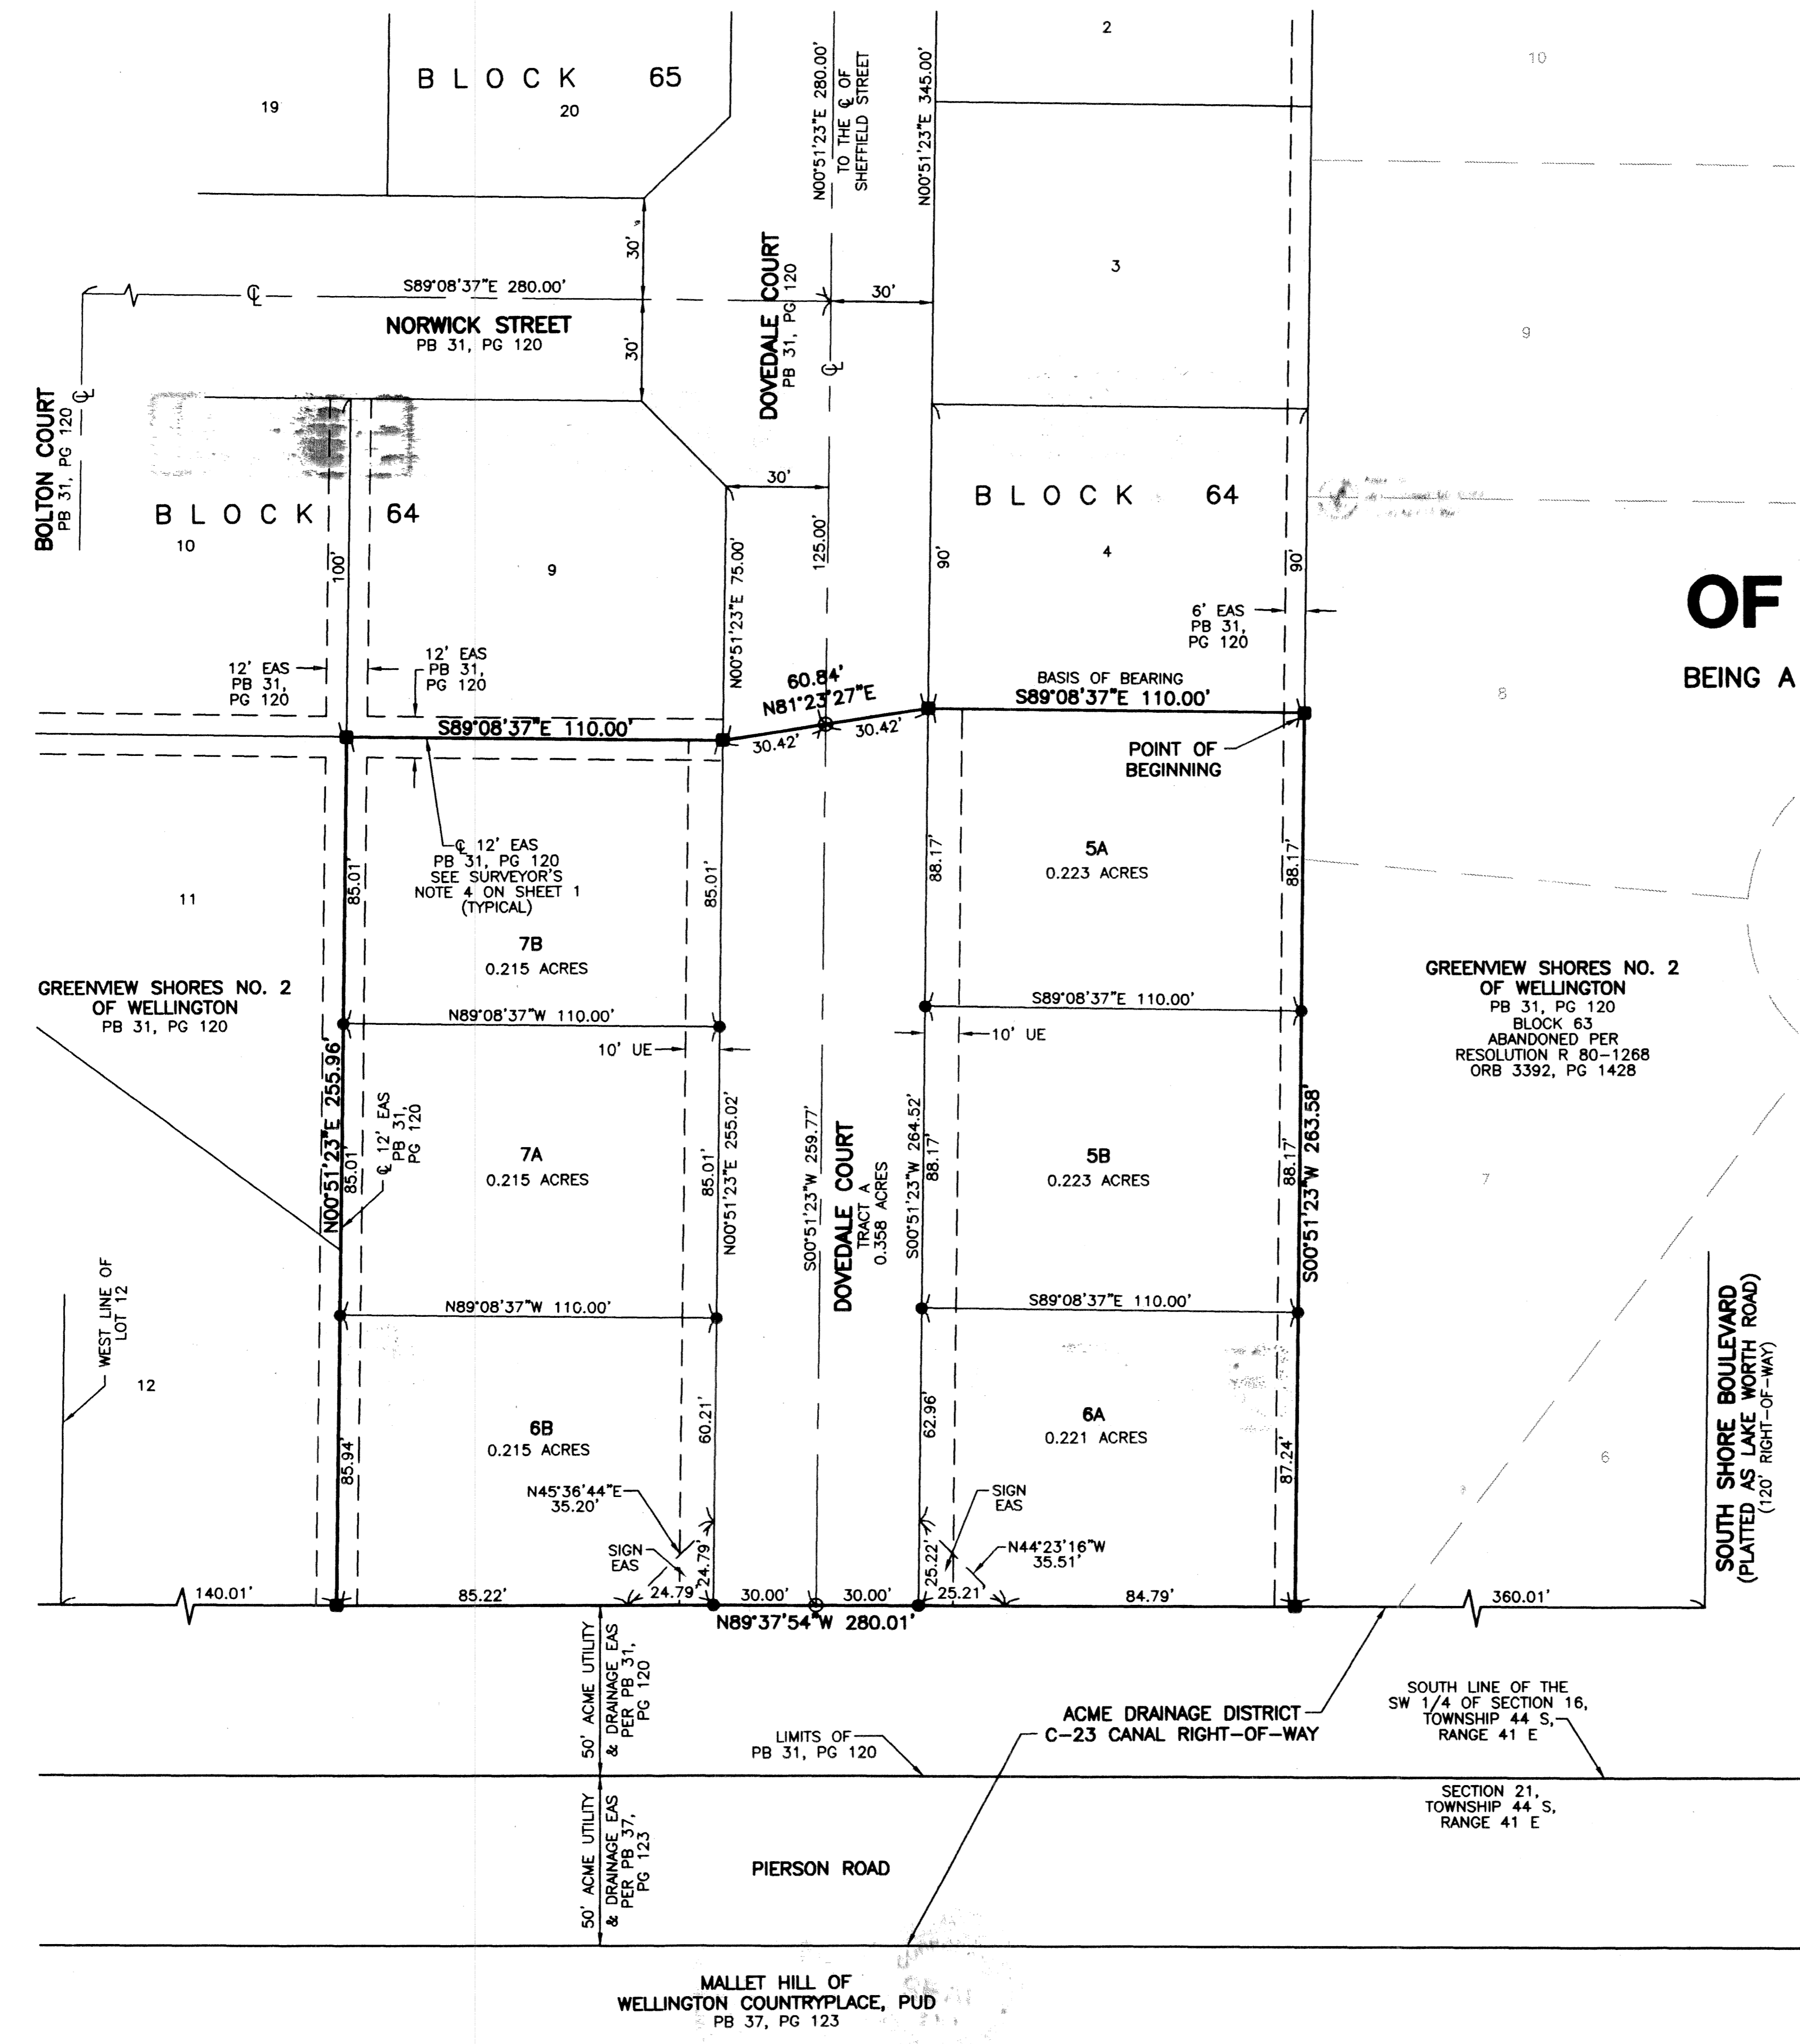 BLOCK 65
19
20
2
10
N00°51'23"E 280.00'
TO THE ℄ OF
SHEFFIELD STREET
N00°51'23"E 345.00'
30'
S89°08'37"E 280.00'
℄
NORWICK STREET
PB 31, PG 120
30'
30'
DOVEDALE COURT
PB 31, PG 120
℄
3
9
BOLTON COURT
PB 31, PG 120
℄
BLOCK 64
10
100'
9
30'
N00°51'23"E 75.00'
125.00'
BLOCK 64
4
90'
90'
6' EAS
PB 31,
PG 120
OF
BEING A
8
12' EAS
PB 31,
PG 120
12' EAS
PB 31,
PG 120
S89°08'37"E 110.00'
60.84'
N81°23'27"E
30.42'
30.42'
BASIS OF BEARING
S89°08'37"E 110.00'
POINT OF
BEGINNING
℄ 12' EAS
PB 31, PG 120
SEE SURVEYOR'S
NOTE 4 ON SHEET 1
(TYPICAL)
85.01'
85.01'
88.17'
88.17'
5A
0.223 ACRES
11
7B
0.215 ACRES
GREENVIEW SHORES NO. 2
OF WELLINGTON
PB 31, PG 120
N89°08'37"W 110.00'
10' UE
S89°08'37"E 110.00'
10' UE
GREENVIEW SHORES NO. 2
OF WELLINGTON
PB 31, PG 120
BLOCK 63
ABANDONED PER
RESOLUTION R 80-1268
ORB 3392, PG 1428
N00°51'23"E 255.96'
85.01'
℄ 12' EAS
PB 31,
PG 120
7A
0.215 ACRES
85.01'
N00°51'23"E 255.02'
S00°51'23"W 259.77'
DOVEDALE COURT
TRACT A
0.358 ACRES
S00°51'23"W 264.52'
88.17'
5B
0.223 ACRES
88.17'
S00°51'23"W 263.58'
7
WEST LINE OF
LOT 12
12
N89°08'37"W 110.00'
S89°08'37"E 110.00'
SOUTH SHORE BOULEVARD
(PLATTED AS LAKE WORTH ROAD)
(120' RIGHT-OF-WAY)
85.94'
6B
0.215 ACRES
60.21'
62.96'
6A
0.221 ACRES
87.24'
6
N45°36'44"E
35.20'
SIGN
EAS
24.79'
SIGN
EAS
25.22'
N44°23'16"W
35.51'
140.01'
85.22'
24.79'
30.00'
30.00'
25.21'
84.79'
360.01'
N89°37'54"W 280.01'
50' ACME UTILITY
& DRAINAGE EAS
PER PB 31,
PG 120
LIMITS OF
PB 31, PG 120
ACME DRAINAGE DISTRICT
C-23 CANAL RIGHT-OF-WAY
SOUTH LINE OF THE
SW 1/4 OF SECTION 16,
TOWNSHIP 44 S,
RANGE 41 E
SECTION 21,
TOWNSHIP 44 S,
RANGE 41 E
50' ACME UTILITY
& DRAINAGE EAS
PER PB 37,
PG 123
PIERSON ROAD
MALLET HILL OF
WELLINGTON COUNTRYPLACE, PUD
PB 37, PG 123